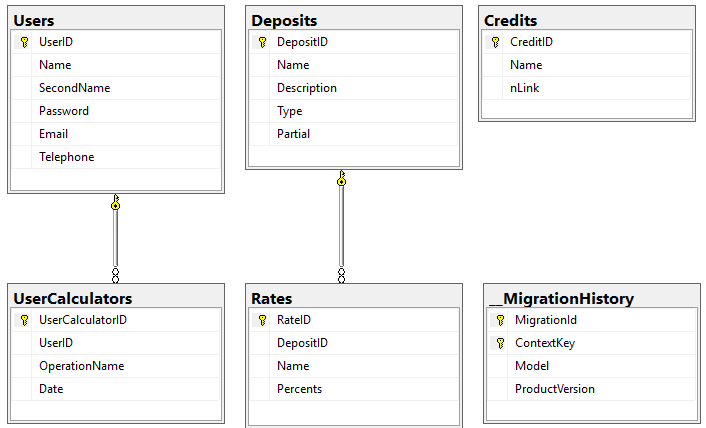 Users
UserID
Name
SecondName
Password
Email
Telephone
Deposits
DepositID
Name
Description
Type
Partial
Credits
CreditID
Name
nLink
UserCalculators
UserCalculatorID
UserID
OperationName
Date
Rates
RateID
DepositID
Name
Percents
__MigrationHistory
MigrationId
ContextKey
Model
ProductVersion